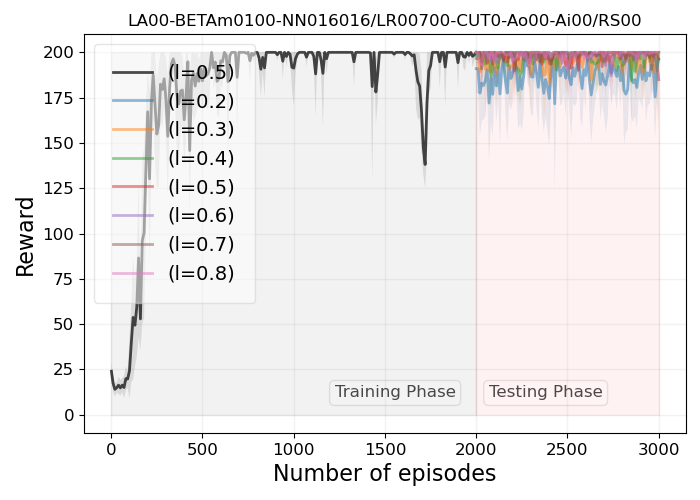 LA00-BETAm0100-NN016016/LR00700-CUT0-Ao00-Ai00/RS00
200
175
150
125
100
75
50
25
0
Reward
(l=0.5)
(l=0.2)
(l=0.3)
(l=0.4)
(l=0.5)
(l=0.6)
(l=0.7)
(l=0.8)
Training Phase
Testing Phase
0
500
1000
1500
2000
2500
3000
Number of episodes